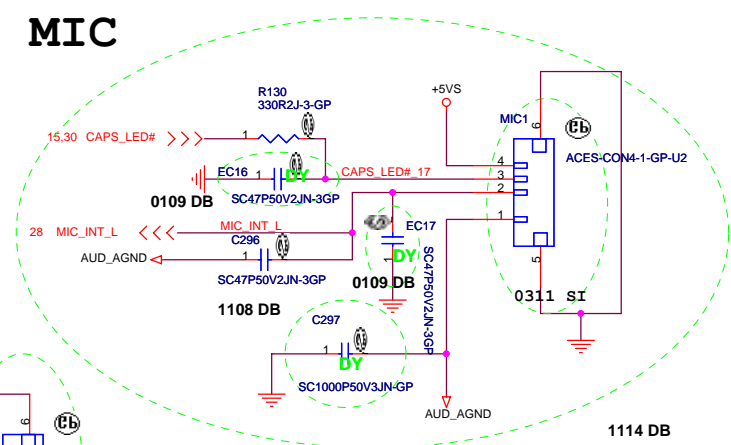 MIC
R130
330R2J-3-GP
1
15,30 CAPS_LED#
+5VS
MIC1
6
ACES-CON4-1-GP-U2
4
3
2
1
5
EC16
1
DY
CAPS_LED#_17
SC47P50V2JN-3GP
0109 DB
28 MIC_INT_L
MIC_INT_L
C296
AUD_AGND
1
SC47P50V2JN-3GP
1108 DB
EC17
1
DY
SC47P50V2JN-3GP
0109 DB
0311 SI
C297
1
DY
SC1000P50V3JN-GP
AUD_AGND
1114 DB
6